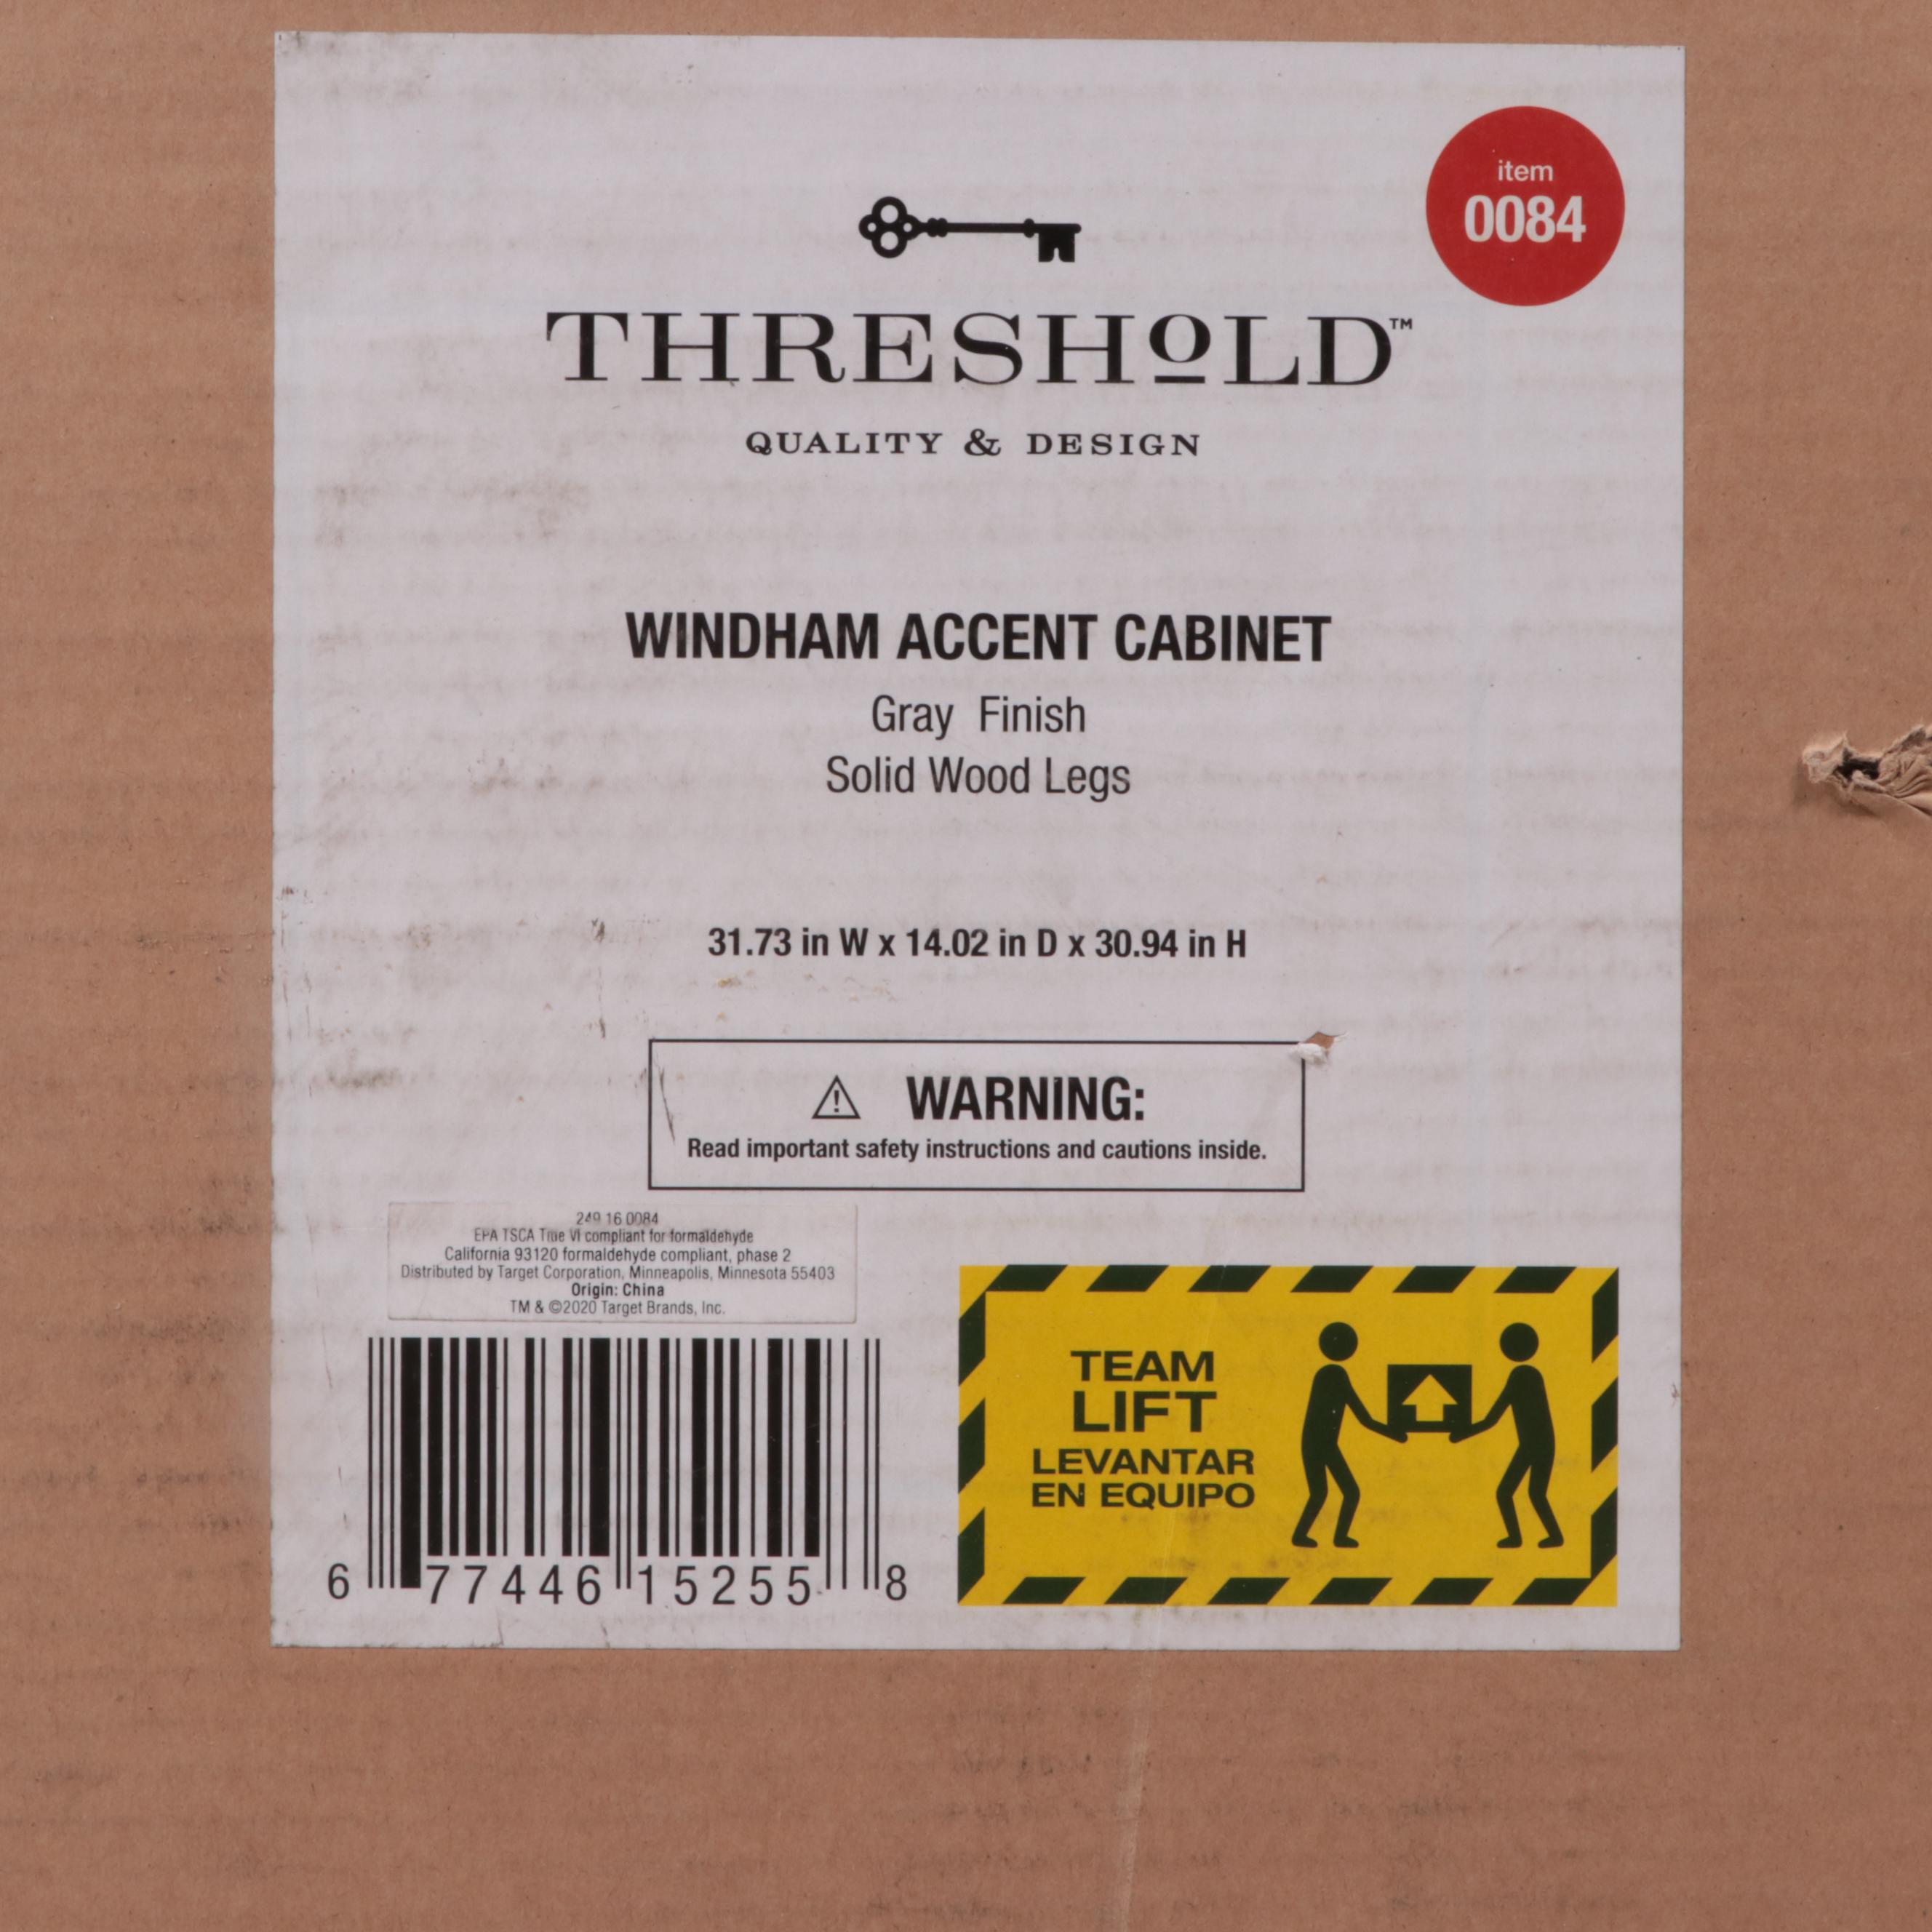 item
0084
THRESHOLD™
QUALITY & DESIGN
WINDHAM ACCENT CABINET
Gray Finish
Solid Wood Legs
31.73 in W x 14.02 in D x 30.94 in H
⚠ WARNING:
Read important safety instructions and cautions inside.
249 16 0084
EPA TSCA Title VI compliant for formaldehyde
California 93120 formaldehyde compliant, phase 2
Distributed by Target Corporation, Minneapolis, Minnesota 55403
Origin: China
TM & ©2020 Target Brands, Inc.
6 77446 15255 8
TEAM
LIFT
LEVANTAR
EN EQUIPO